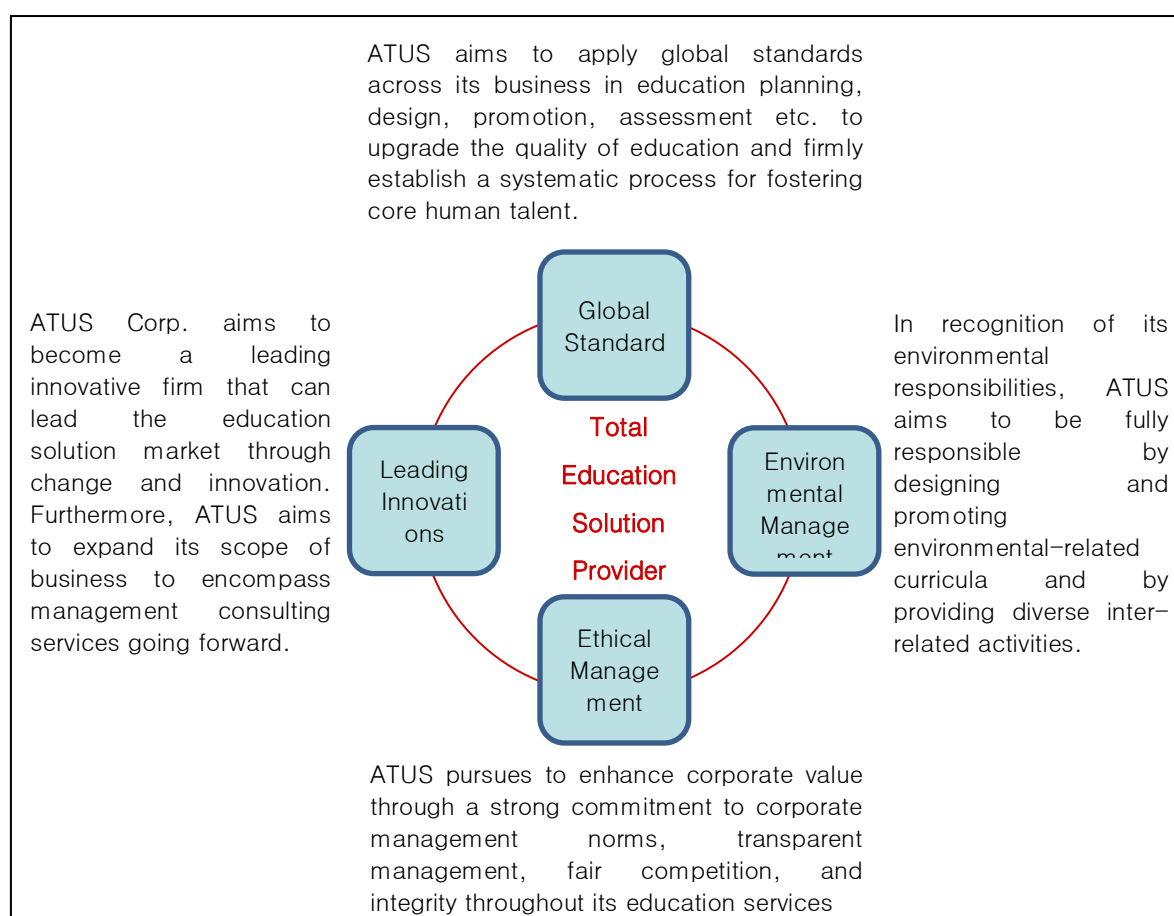 ATUS aims to apply global standards
across its business in education planning,
design, promotion, assessment etc. to
upgrade the quality of education and firmly
establish a systematic process for fostering
core human talent.
Global
Standard
ATUS Corp. aims to
become a leading
innovative firm that can
lead the education
solution market through
change and innovation.
Furthermore, ATUS aims
to expand its scope of
business to encompass
management consulting
services going forward.
Leading
Innovati
ons
Total
Education
Solution
Provider
Environ
mental
Manage
ment
In recognition of its
environmental
responsibilities, ATUS
aims to be fully
responsible by
designing and
promoting
environmental-related
curricula and by
providing diverse inter-
related activities.
Ethical
Manage
ment
ATUS pursues to enhance corporate value
through a strong commitment to corporate
management norms, transparent
management, fair competition, and
integrity throughout its education services